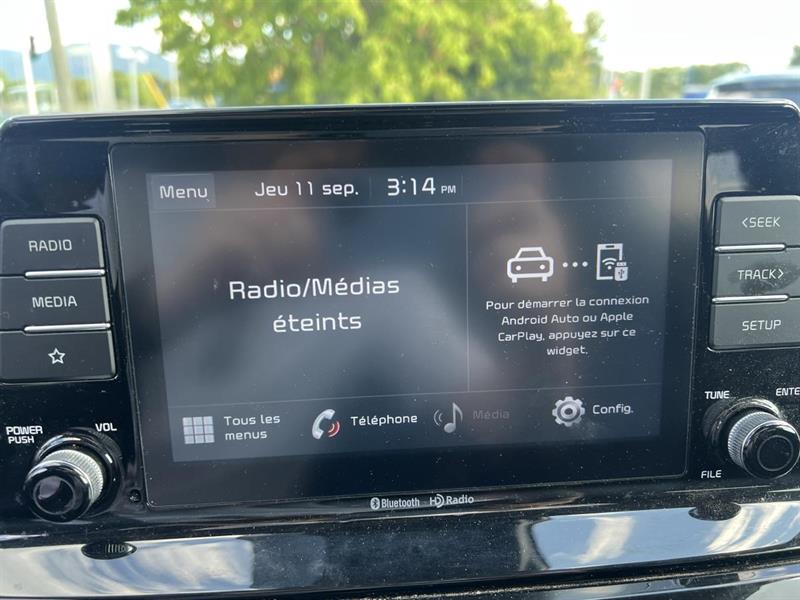 Menu
Jeu 11 sep.
3:14 PM
Radio/Médias
éteints
Pour démarrer la connexion
Android Auto ou Apple
CarPlay, appuyez sur ce
widget.
Tous les
menus
Téléphone
Média
Config.
RADIO
MEDIA
POWER
PUSH
VOL
<SEEK
TRACK>
SETUP
TUNE
ENTE
FILE
Bluetooth
HD Radio